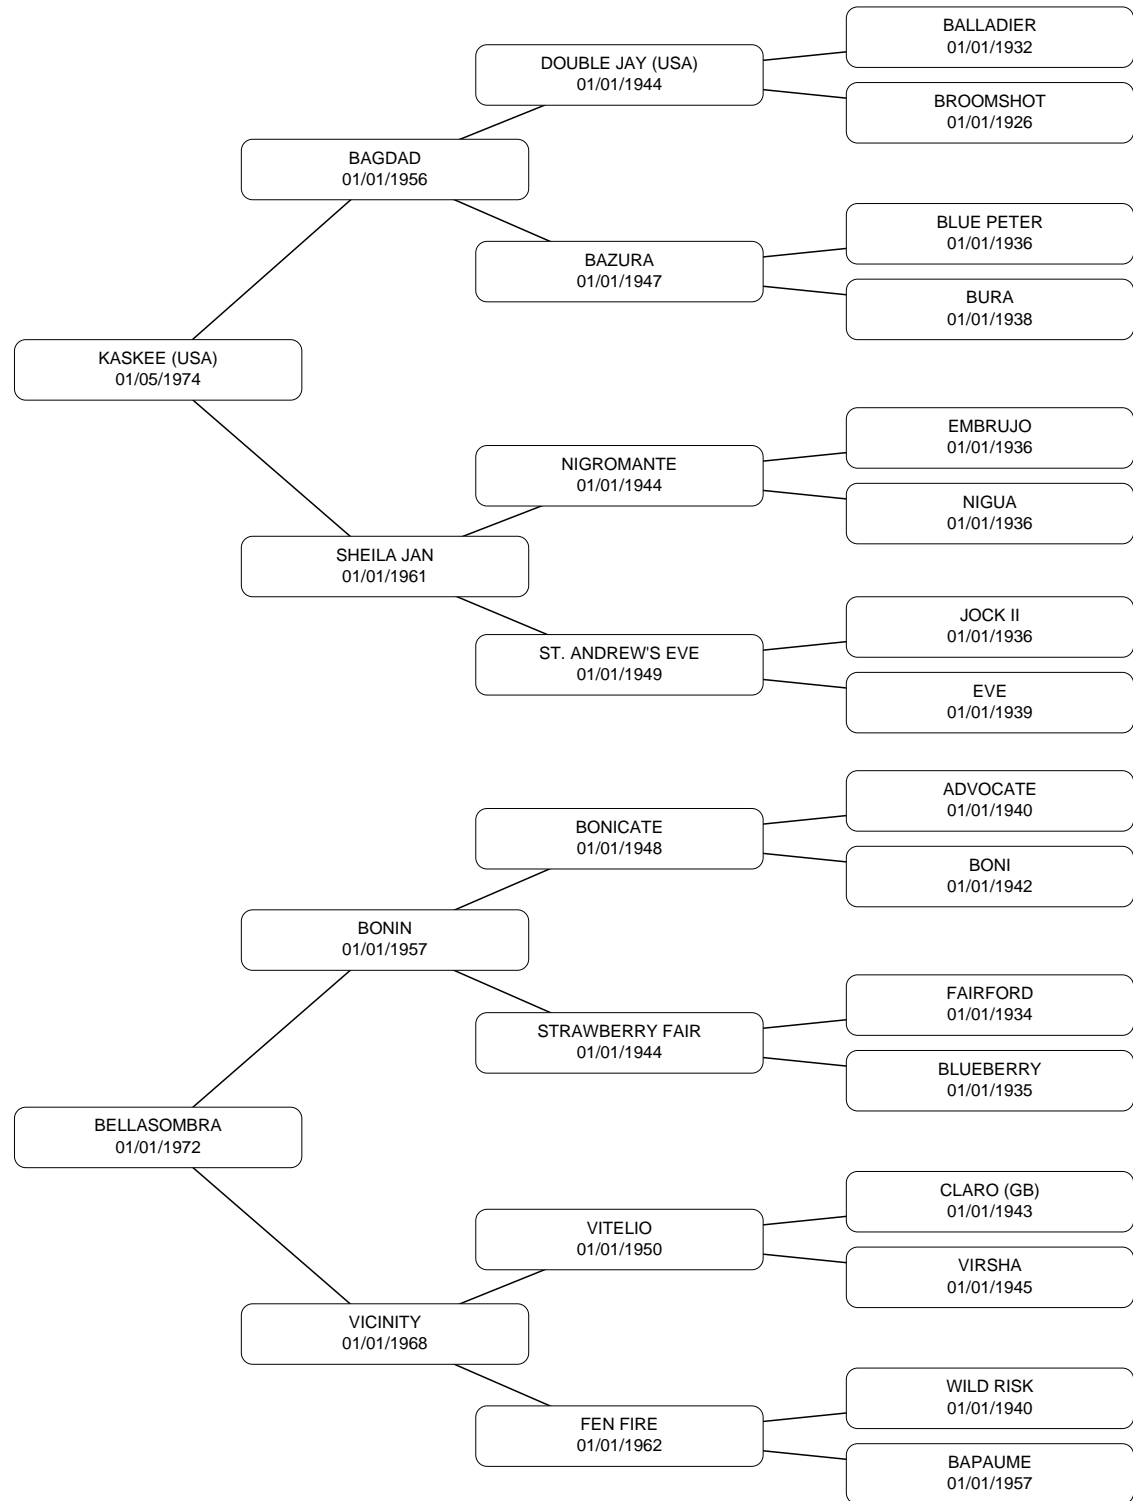 BALLADIER
01/01/1932
DOUBLE JAY (USA)
01/01/1944
BROOMSHOT
01/01/1926
BAGDAD
01/01/1956
BLUE PETER
01/01/1936
BAZURA
01/01/1947
BURA
01/01/1938
KASKEE (USA)
01/05/1974
EMBRUJO
01/01/1936
NIGROMANTE
01/01/1944
NIGUA
01/01/1936
SHEILA JAN
01/01/1961
JOCK II
01/01/1936
ST. ANDREW'S EVE
01/01/1949
EVE
01/01/1939
ADVOCATE
01/01/1940
BONICATE
01/01/1948
BONI
01/01/1942
BONIN
01/01/1957
FAIRFORD
01/01/1934
STRAWBERRY FAIR
01/01/1944
BLUEBERRY
01/01/1935
BELLASOMBRA
01/01/1972
CLARO (GB)
01/01/1943
VITELIO
01/01/1950
VIRSHA
01/01/1945
VICINITY
01/01/1968
WILD RISK
01/01/1940
FEN FIRE
01/01/1962
BAPAUME
01/01/1957